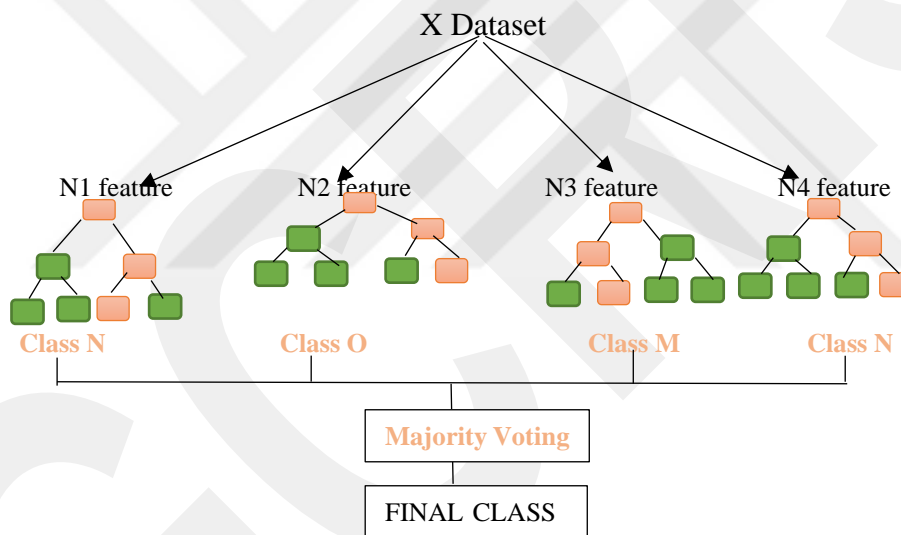 X Dataset
N1 feature
N2 feature
N3 feature
N4 feature
Class N
Class O
Class M
Class N
Majority Voting
FINAL CLASS